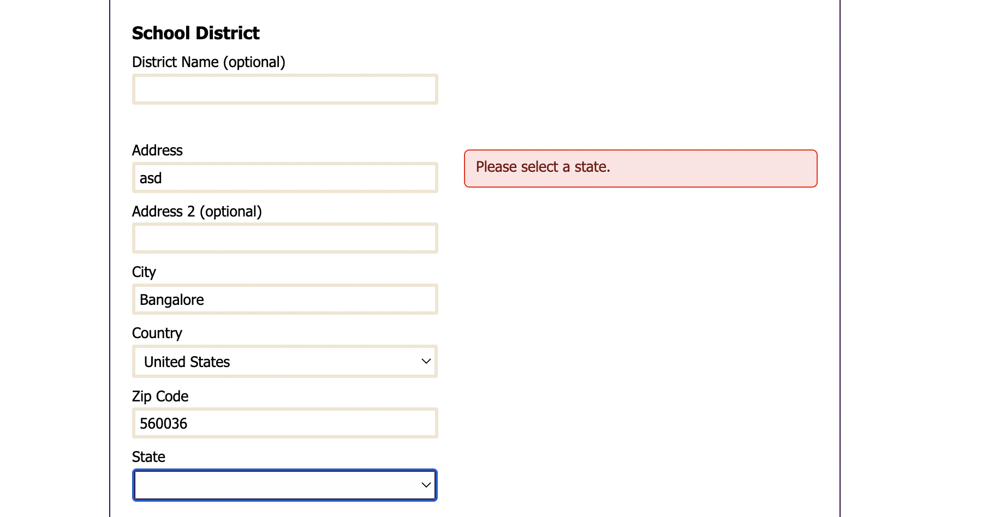 School District
District Name (optional)
Address
asd
Please select a state.
Address 2 (optional)
City
Bangalore
Country
United States
Zip Code
560036
State